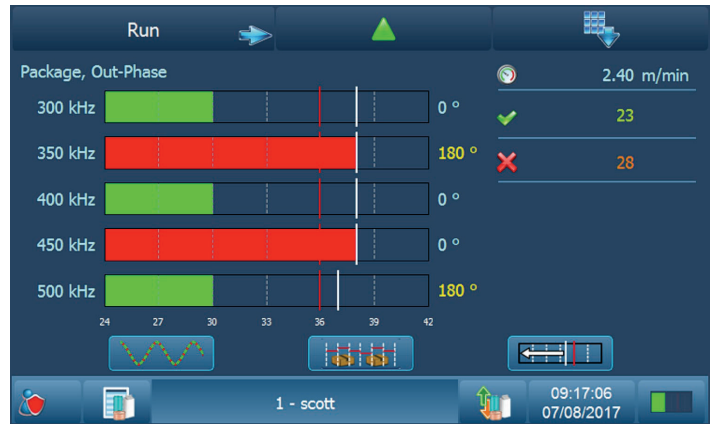 Run
Package, Out-Phase
2.40 m/min
300 kHz 0 °
23
350 kHz 180 °
28
400 kHz 0 °
450 kHz 0 °
500 kHz 180 °
24 27 30 33 36 39 42
1 - scott
09:17:06
07/08/2017